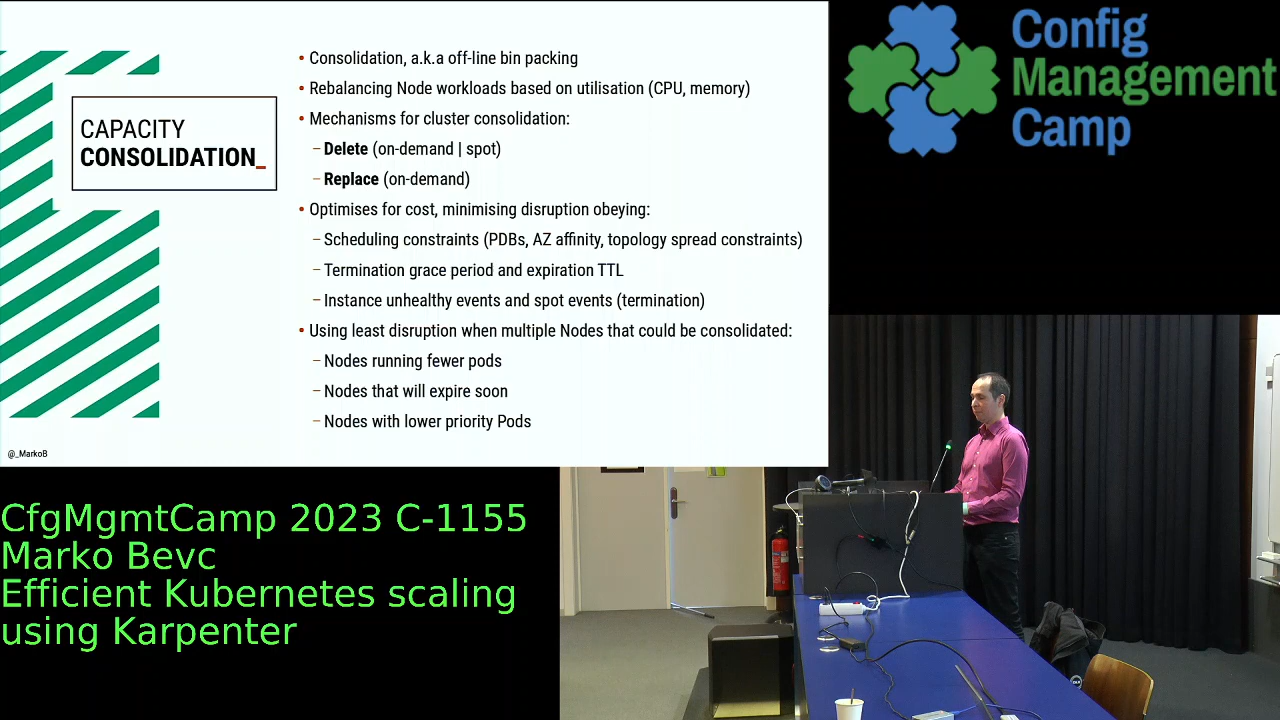 CAPACITY
CONSOLIDATION_
• Consolidation, a.k.a off-line bin packing
• Rebalancing Node workloads based on utilisation (CPU, memory)
• Mechanisms for cluster consolidation:
– Delete (on-demand | spot)
– Replace (on-demand)
• Optimises for cost, minimising disruption obeying:
– Scheduling constraints (PDBs, AZ affinity, topology spread constraints)
– Termination grace period and expiration TTL
– Instance unhealthy events and spot events (termination)
• Using least disruption when multiple Nodes that could be consolidated:
– Nodes running fewer pods
– Nodes that will expire soon
– Nodes with lower priority Pods
@_MarkoB
Config
Management
Camp
CfgMgmtCamp 2023 C-1155
Marko Bevc
Efficient Kubernetes scaling
using Karpenter